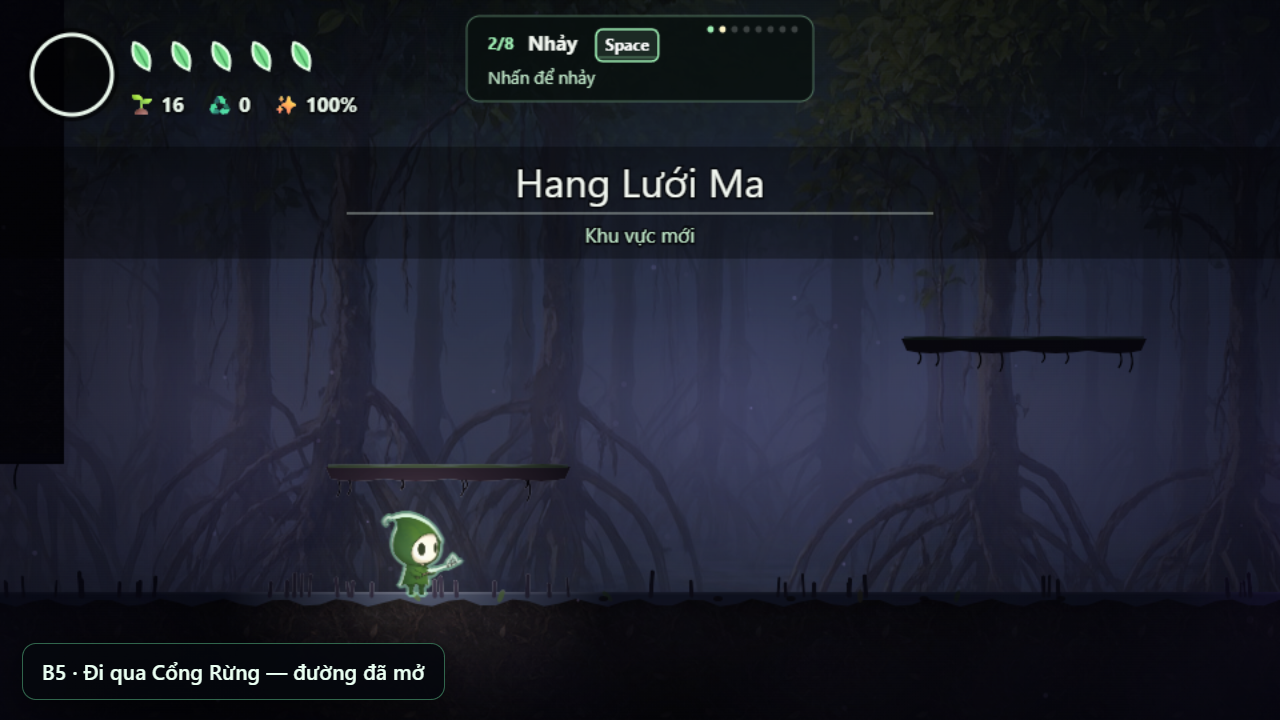 2/8 Nhảy Space
Nhấn để nhảy
16 0 100%
Hang Lưới Ma
Khu vực mới
B5 · Đi qua Cổng Rừng — đường đã mở